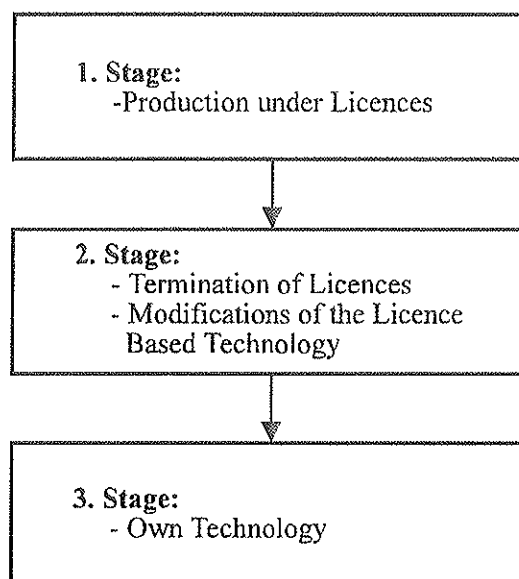 1. Stage:
-Production under Licences
2. Stage:
- Termination of Licences
- Modifications of the Licence
Based Technology
3. Stage:
- Own Technology